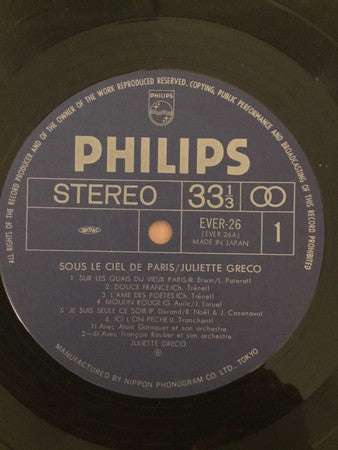 ALL RIGHTS OF THE RECORD PRODUCER AND OF THE OWNER OF THE WORK REPRODUCED RESERVED. COPYING, PUBLIC PERFORMANCE AND BROADCASTING OF THIS RECORD PROHIBITED
PHILIPS
PHILIPS
STEREO 33 1/3
EVER-26
(EVER-26A)
MADE IN JAPAN
1
SOUS LE CIEL DE PARIS/JULIETTE GRECO
1 SUR LES QUAIS DU VIEUX PARIS(R. Erwin/L. Poterat)
2 DOUCE FRANCE(Ch. Trénet)
3 L'AME DES POETES(Ch. Trénet)
4 MOULIN ROUGE(G. Auric/J. Larue)
5 JE SUIS SEULE CE SOIR(P. Durand/R. Noël & J. Casanova)
6 ICI L'ON PECHE(J. Tranchant)
1) Avec Alain Goraguer et son orchestre
2~6) Avec François Rauber et son orchestre
JULIETTE GRECO
MANUFACTURED BY NIPPON PHONOGRAM CO., LTD., TOKYO